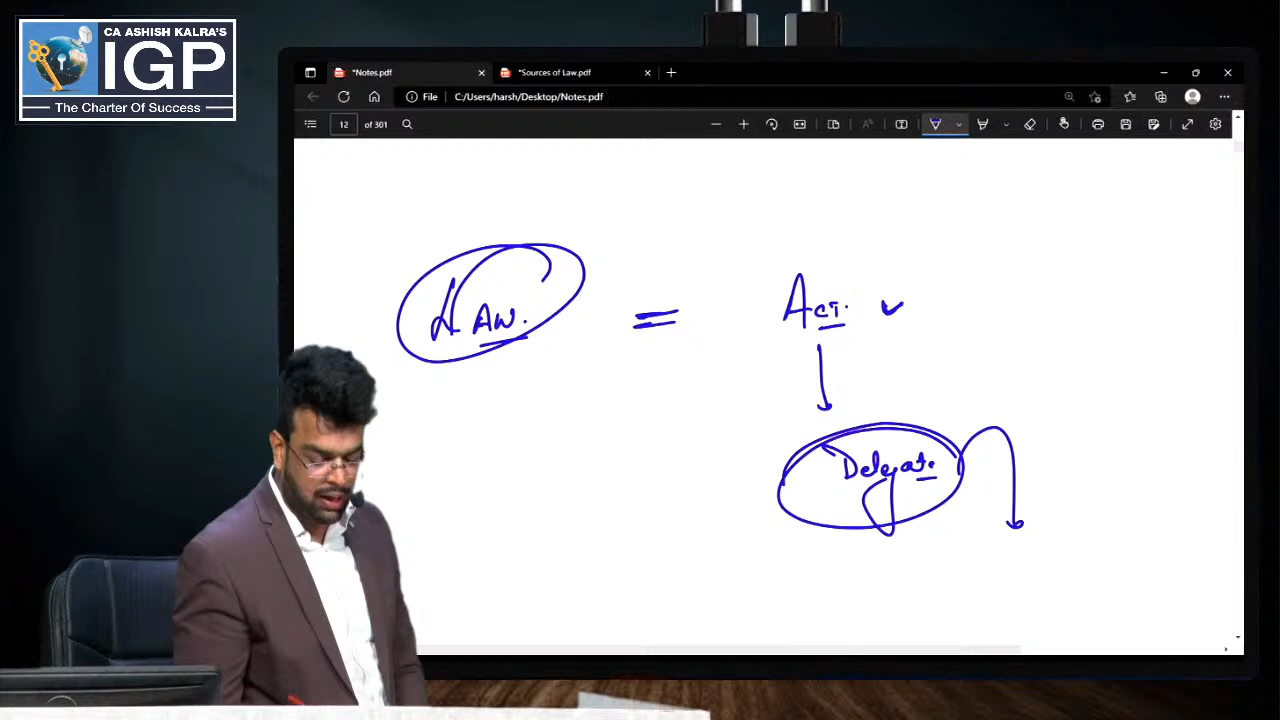 CA ASHISH KALRA'S
IGP
The Charter Of Success
*Notes.pdf
*Sources of Law.pdf
File C:/Users/harsh/Desktop/Notes.pdf
12 of 301
LAW. = Act.
Delegate